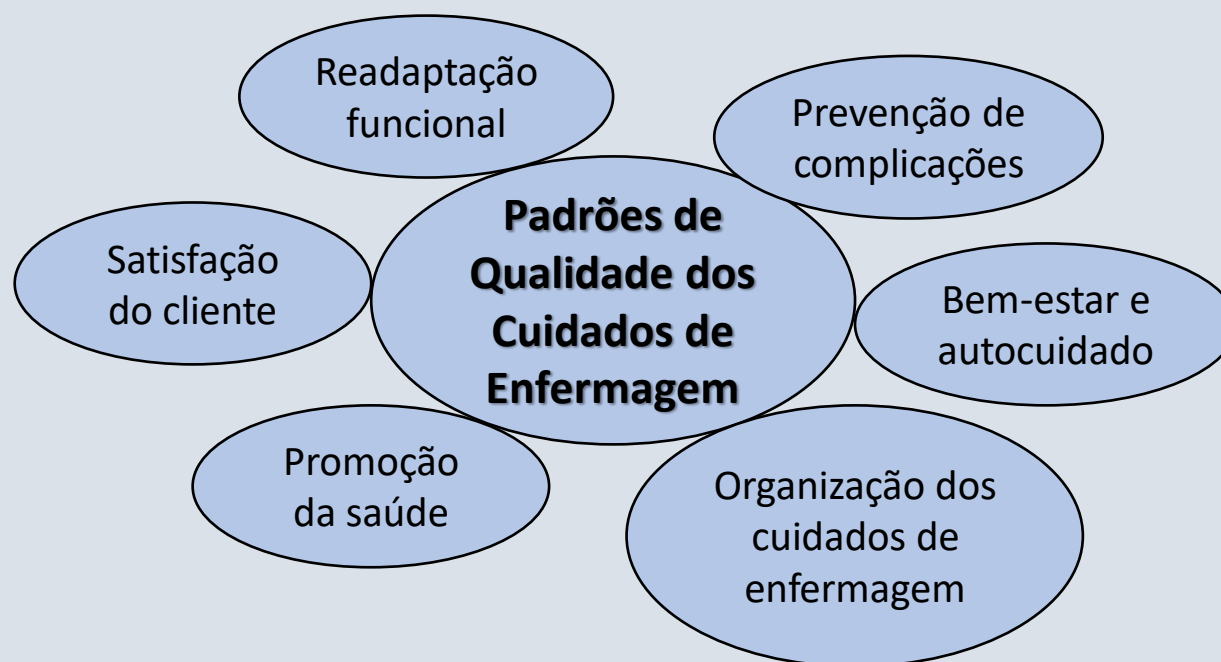 Readaptação
funcional
Prevenção de
complicações
Padrões de
Qualidade dos
Cuidados de
Enfermagem
Satisfação
do cliente
Bem-estar e
autocuidado
Promoção
da saúde
Organização dos
cuidados de
enfermagem